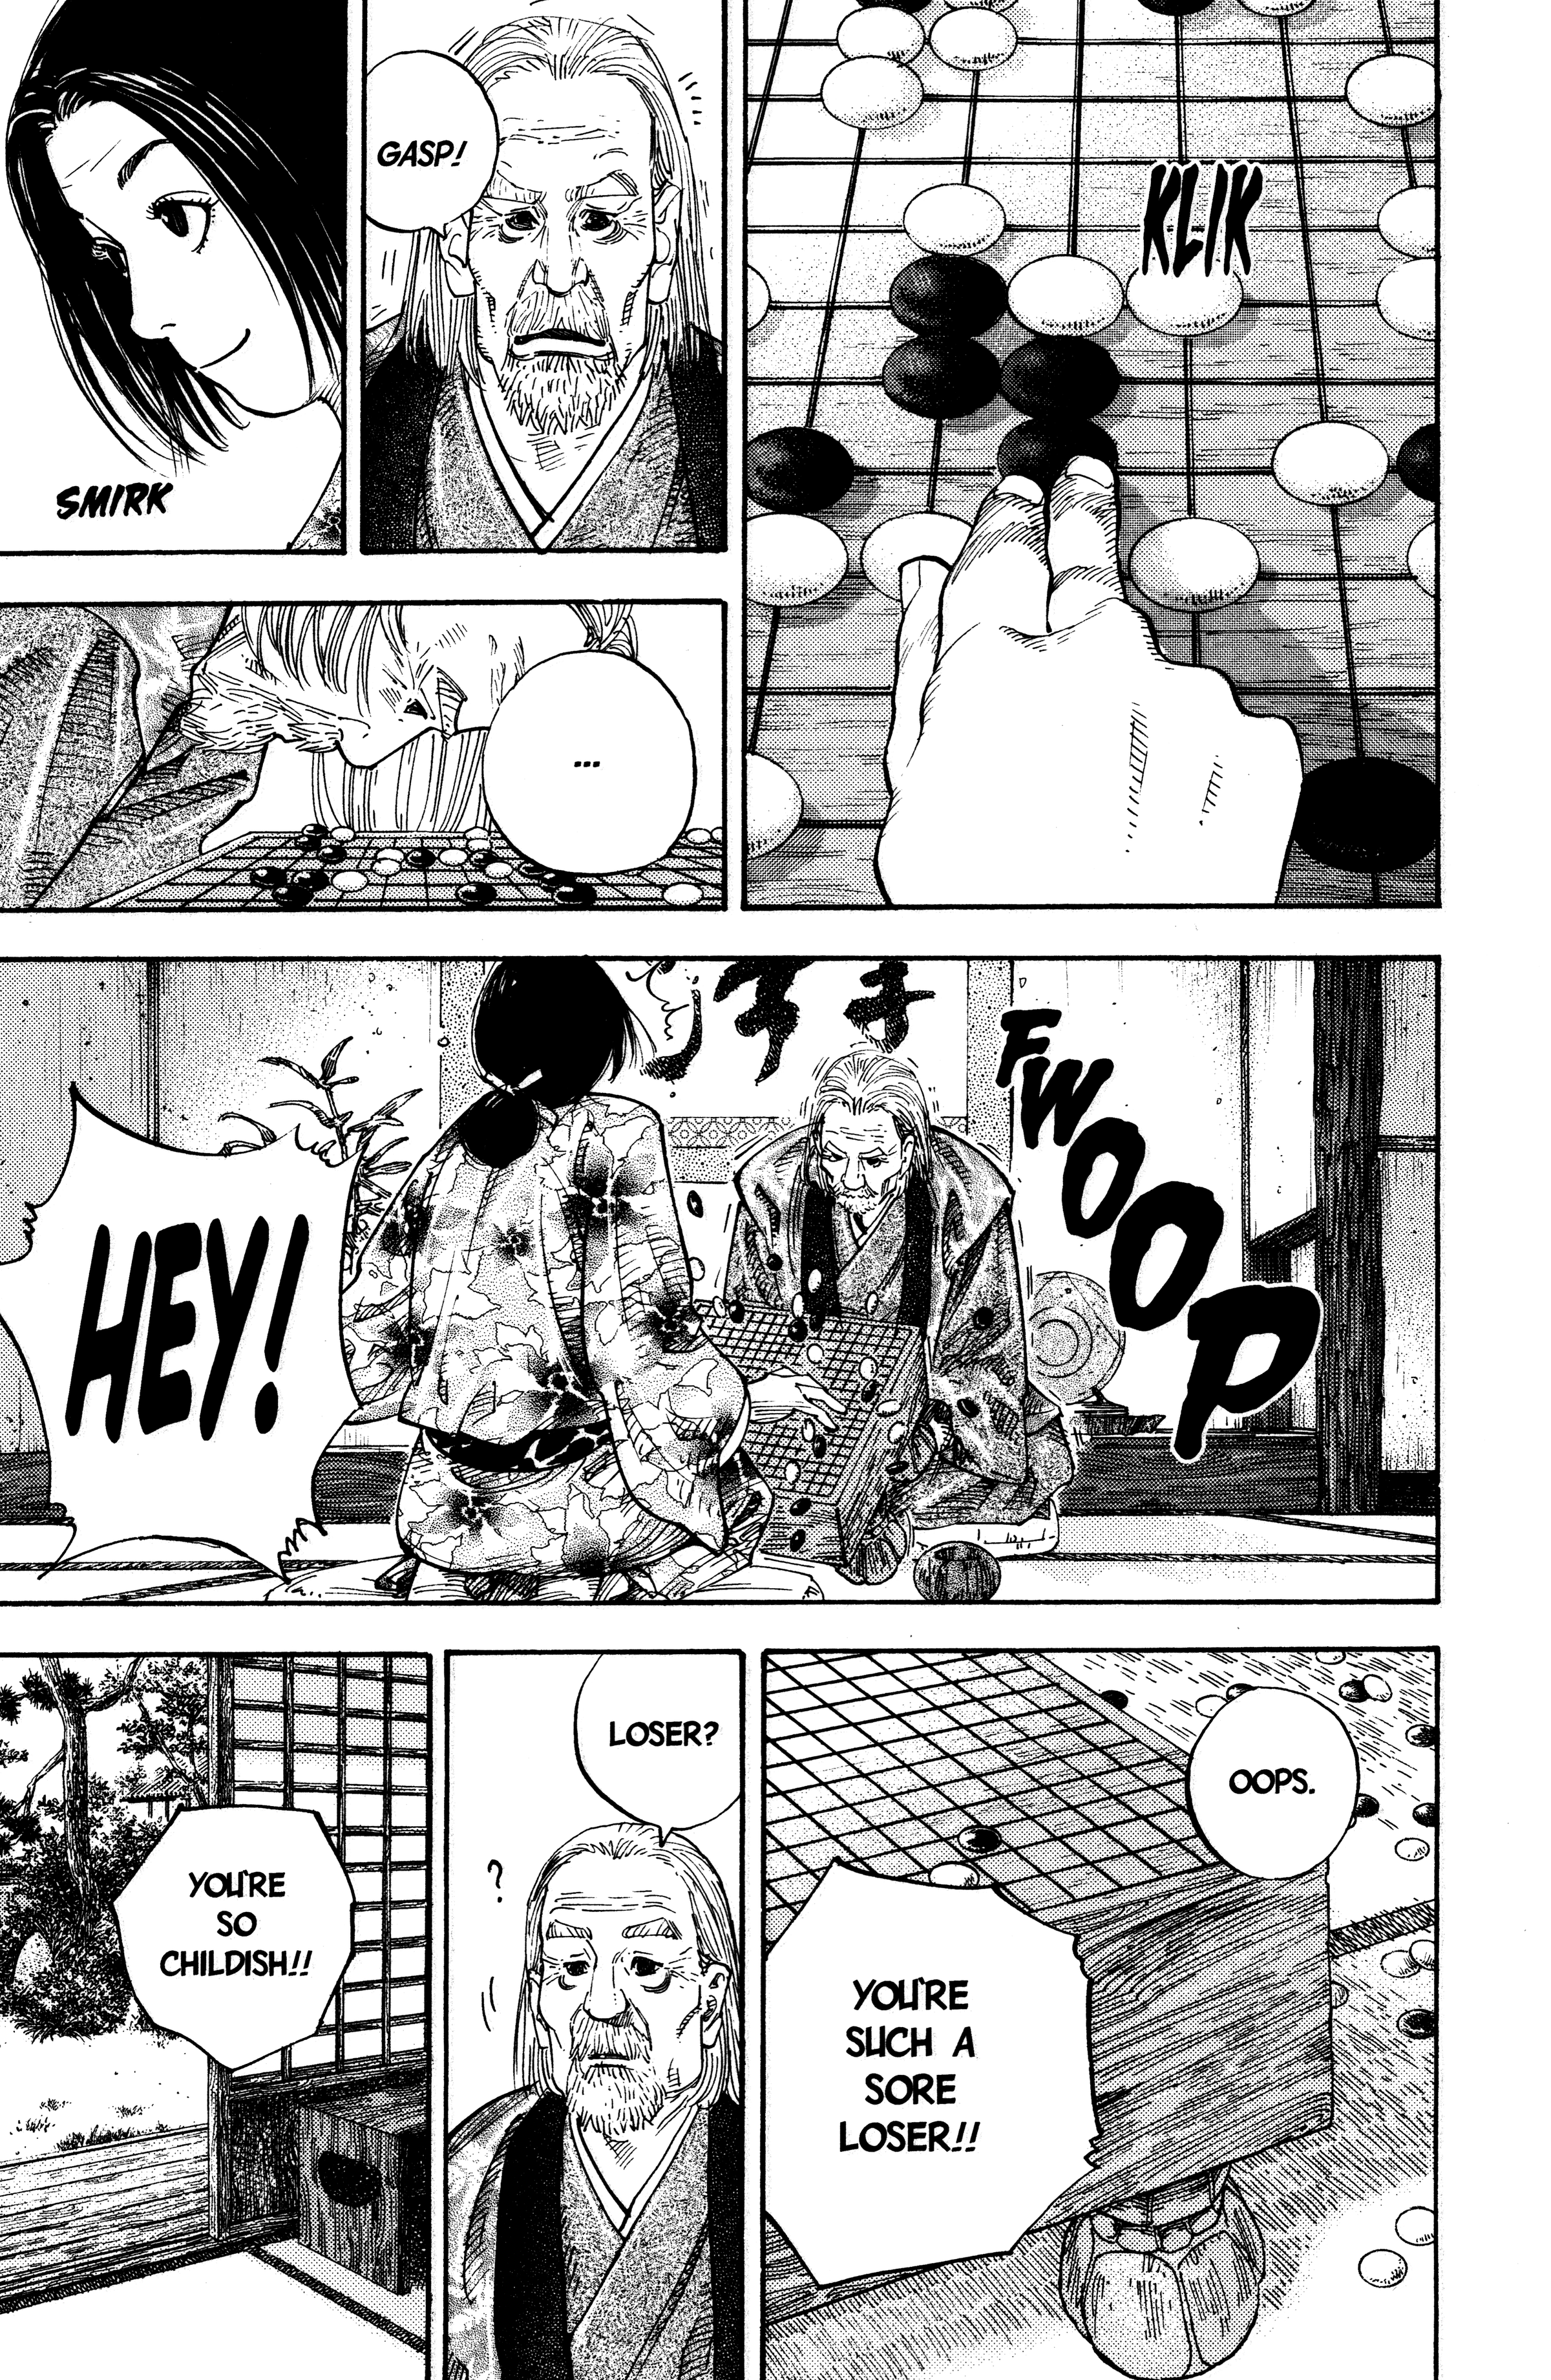 KLIK
GASP!
SMIRK
...
FWOOP
HEY!
OOPS.
YOU'RE
SUCH A
SORE
LOSER!!
LOSER?
?
YOU'RE
SO
CHILDISH!!